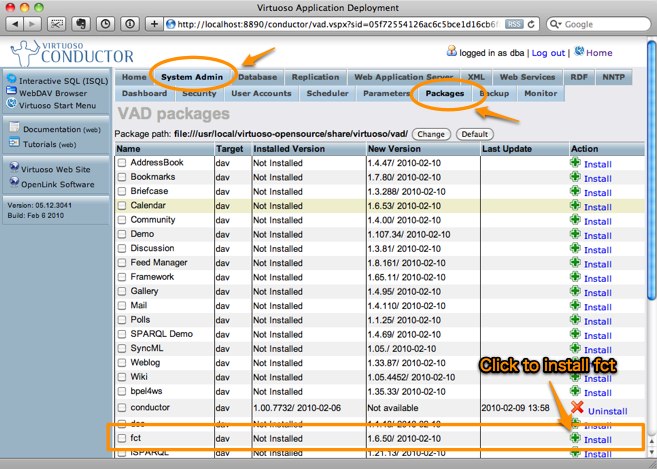 Virtuoso Application Deployment
http://localhost:8890/conductor/vad.vspx?sid=05f72554126ac6c5bce1d16cb6
RSS
Google
VIRTUOSO
CONDUCTOR
logged in as dba | Log out | Home
Interactive SQL (ISQL)
WebDAV Browser
Virtuoso Start Menu
Documentation (web)
Tutorials (web)
Virtuoso Web Site
OpenLink Software
Version: 05.12.3041
Build: Feb 6 2010
Home System Admin Database Replication Web Application Server XML Web Services RDF NNTP
Dashboard Security User Accounts Scheduler Parameters Packages Backup Monitor
VAD packages
Package path: file:///usr/local/virtuoso-opensource/share/virtuoso/vad/ Change Default
Name Target Installed Version New Version Last Update Action
AddressBook dav Not Installed 1.4.47/ 2010-02-10 Install
Bookmarks dav Not Installed 1.7.80/ 2010-02-10 Install
Briefcase dav Not Installed 1.3.288/ 2010-02-10 Install
Calendar dav Not Installed 1.6.53/ 2010-02-10 Install
Community dav Not Installed 1.4.00/ 2010-02-10 Install
Demo dav Not Installed 1.107.34/ 2010-02-10 Install
Discussion dav Not Installed 1.3.81/ 2010-02-10 Install
Feed Manager dav Not Installed 1.8.161/ 2010-02-10 Install
Framework dav Not Installed 1.65.11/ 2010-02-10 Install
Gallery dav Not Installed 1.4.95/ 2010-02-10 Install
Mail dav Not Installed 1.4.110/ 2010-02-10 Install
Polls dav Not Installed 1.1.25/ 2010-02-10 Install
SPARQL Demo dav Not Installed 1.4.69/ 2010-02-10 Install
SyncML dav Not Installed 1.05./ 2010-02-10 Install
Weblog dav Not Installed 1.33.87/ 2010-02-10 Install
Wiki dav Not Installed 1.05.4452/ 2010-02-10 Install
bpel4ws dav Not Installed 1.35.33/ 2010-02-10 Install
Click to install fct
conductor dav 1.00.7732/ 2010-02-06 Not available 2010-02-09 13:58 Uninstall
dav Not Installed Install
fct dav Not Installed 1.6.50/ 2010-02-10 Install
iSPARQL dav Not Installed 1.21.13/ 2010-02-10 Install